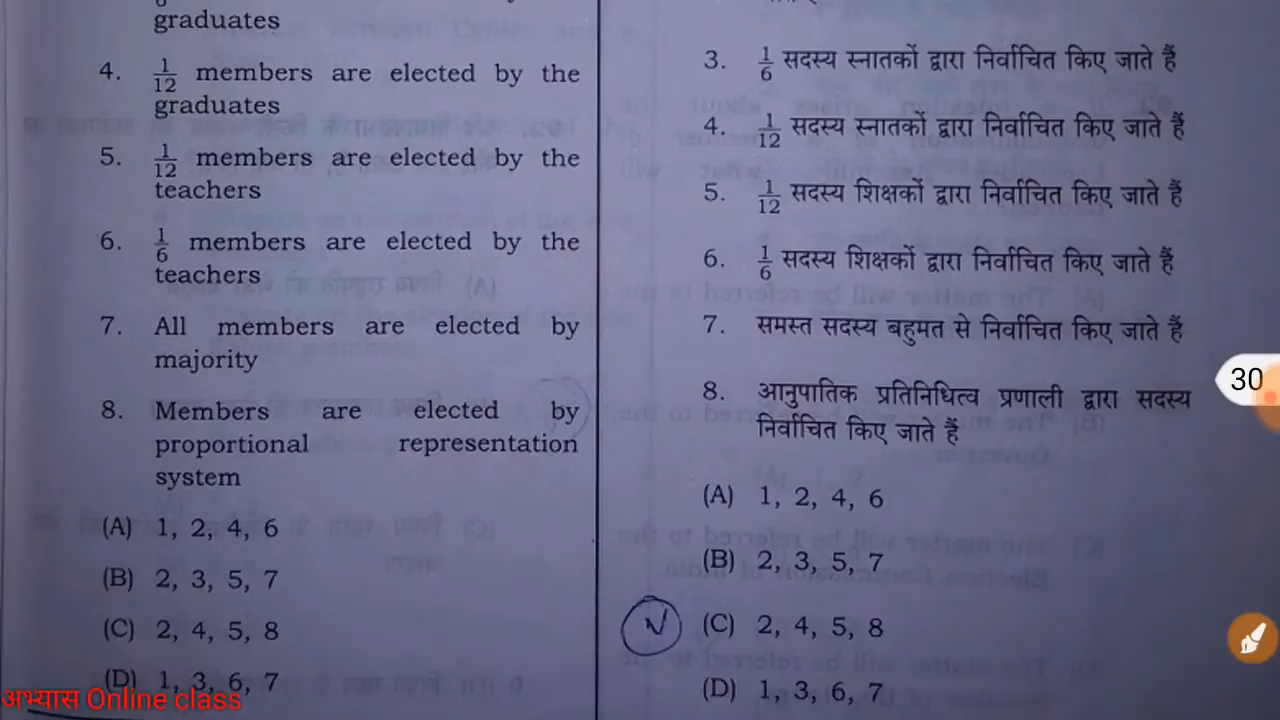 graduates
4. 1/12 members are elected by the
graduates
5. 1/12 members are elected by the
teachers
6. 1/6 members are elected by the
teachers
7. All members are elected by
majority
8. Members are elected by
proportional representation
system
(A) 1, 2, 4, 6
(B) 2, 3, 5, 7
(C) 2, 4, 5, 8
(D) 1, 3, 6, 7
3. 1/6 सदस्य स्नातकों द्वारा निर्वाचित किए जाते हैं
4. 1/12 सदस्य स्नातकों द्वारा निर्वाचित किए जाते हैं
5. 1/12 सदस्य शिक्षकों द्वारा निर्वाचित किए जाते हैं
6. 1/6 सदस्य शिक्षकों द्वारा निर्वाचित किए जाते हैं
7. समस्त सदस्य बहुमत से निर्वाचित किए जाते हैं
8. आनुपातिक प्रतिनिधित्व प्रणाली द्वारा सदस्य
निर्वाचित किए जाते हैं
(A) 1, 2, 4, 6
(B) 2, 3, 5, 7
(C) 2, 4, 5, 8
(D) 1, 3, 6, 7
30
अभ्यास Online class